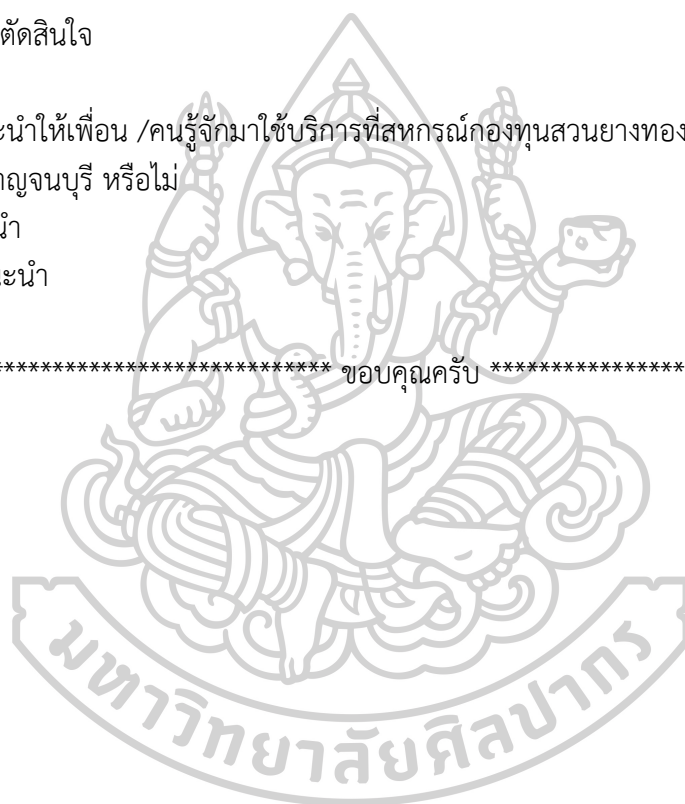 ตัดสินใจ
ะนำให้เพื่อน /คนรู้จักมาใช้บริการที่สหกรณ์กองทุนสวนยางทอง
าญจนบุรี หรือไม่
นำ
นะนำ
**************************** ขอบคุณครับ ****************
มหาวิทยาลัยศิลปากร